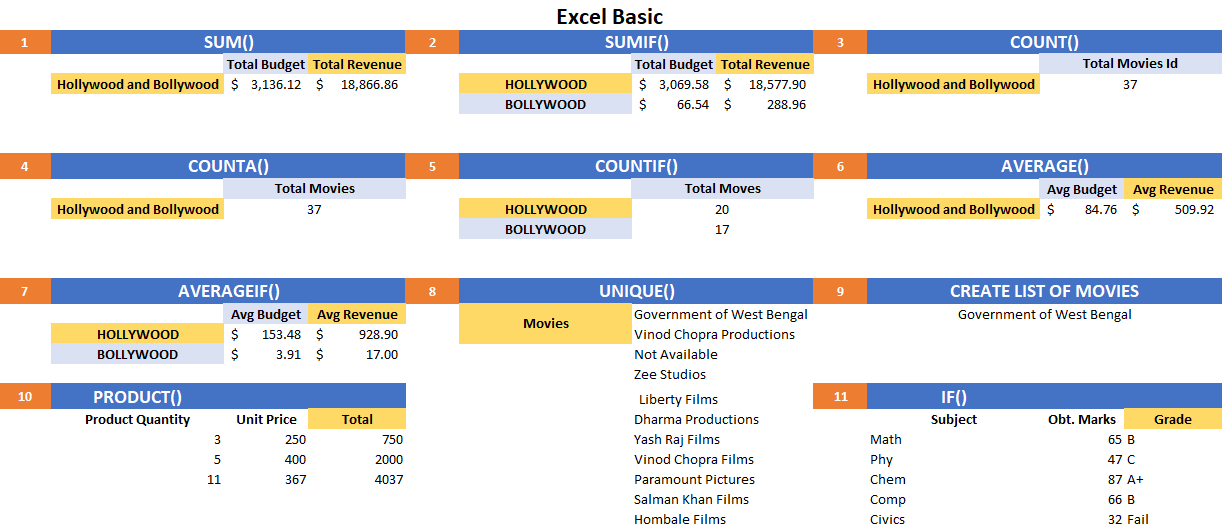 Excel Basic
1 SUM() 2 SUMIF() 3 COUNT()
Total Budget Total Revenue Total Budget Total Revenue Total Movies Id
Hollywood and Bollywood $ 3,136.12 $ 18,866.86 HOLLYWOOD $ 3,069.58 $ 18,577.90 Hollywood and Bollywood 37
BOLLYWOOD $ 66.54 $ 288.96
4 COUNTA() 5 COUNTIF() 6 AVERAGE()
Total Movies Total Moves Avg Budget Avg Revenue
Hollywood and Bollywood 37 HOLLYWOOD 20 Hollywood and Bollywood $ 84.76 $ 509.92
BOLLYWOOD 17
7 AVERAGEIF() 8 UNIQUE() 9 CREATE LIST OF MOVIES
Avg Budget Avg Revenue Movies Government of West Bengal Government of West Bengal
HOLLYWOOD $ 153.48 $ 928.90 Vinod Chopra Productions
BOLLYWOOD $ 3.91 $ 17.00 Not Available
Zee Studios
10 PRODUCT() Liberty Films 11 IF()
Product Quantity Unit Price Total Dharma Productions Subject Obt. Marks Grade
3 250 750 Yash Raj Films Math 65 B
5 400 2000 Vinod Chopra Films Phy 47 C
11 367 4037 Paramount Pictures Chem 87 A+
Salman Khan Films Comp 66 B
Hombale Films Civics 32 Fail